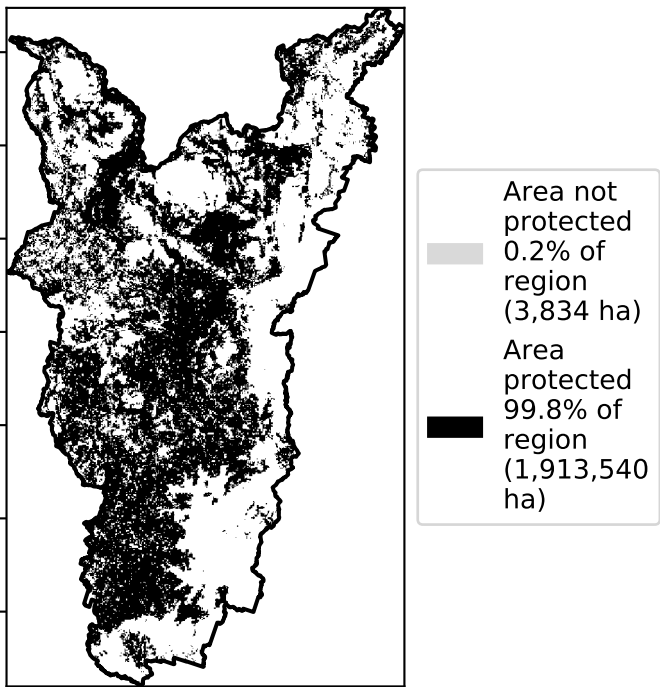 Area not
protected
0.2% of
region
(3,834 ha)
Area
protected
99.8% of
region
(1,913,540
ha)